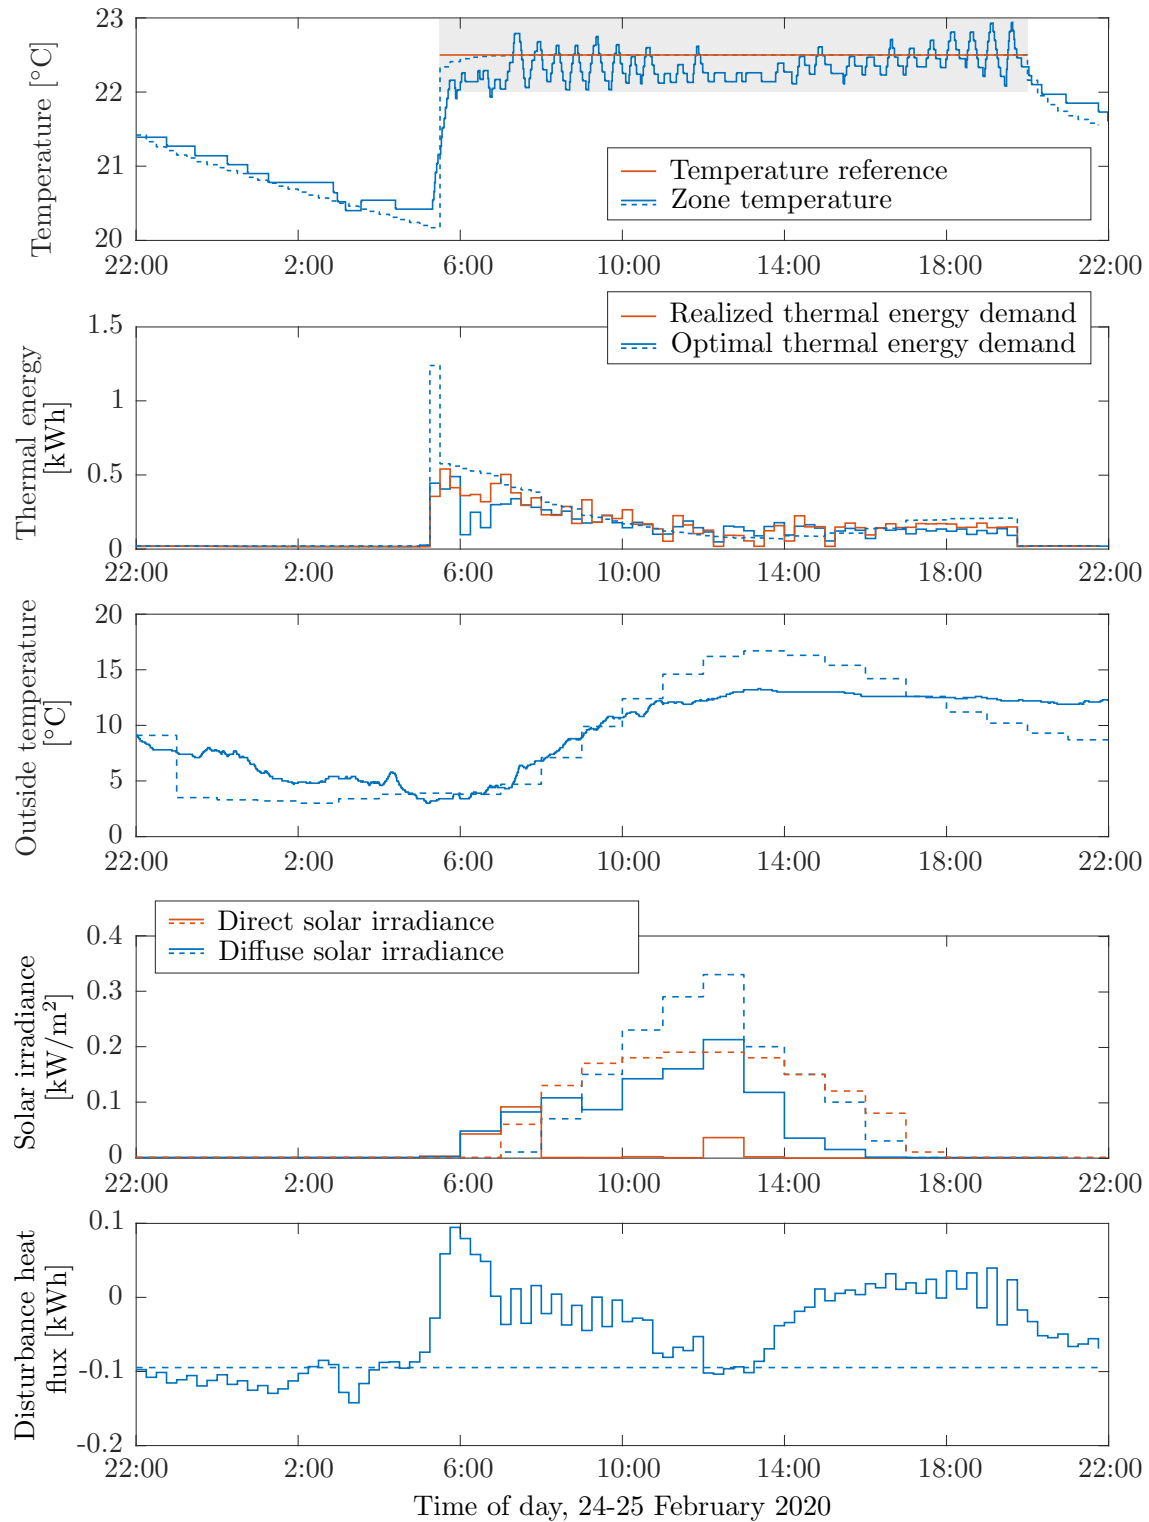 23
22
21
20
Temperature [°C]
Temperature reference
Zone temperature
22:00 2:00 6:00 10:00 14:00 18:00 22:00
Realized thermal energy demand
Optimal thermal energy demand
1.5
1
0.5
0
Thermal energy
[kWh]
22:00 2:00 6:00 10:00 14:00 18:00 22:00
20
15
10
5
0
Outside temperature
[°C]
22:00 2:00 6:00 10:00 14:00 18:00 22:00
Direct solar irradiance
Diffuse solar irradiance
0.4
0.3
0.2
0.1
0
Solar irradiance
[kW/m²]
22:00 2:00 6:00 10:00 14:00 18:00 22:00
0.1
0
-0.1
-0.2
Disturbance heat
flux [kWh]
22:00 2:00 6:00 10:00 14:00 18:00 22:00
Time of day, 24-25 February 2020